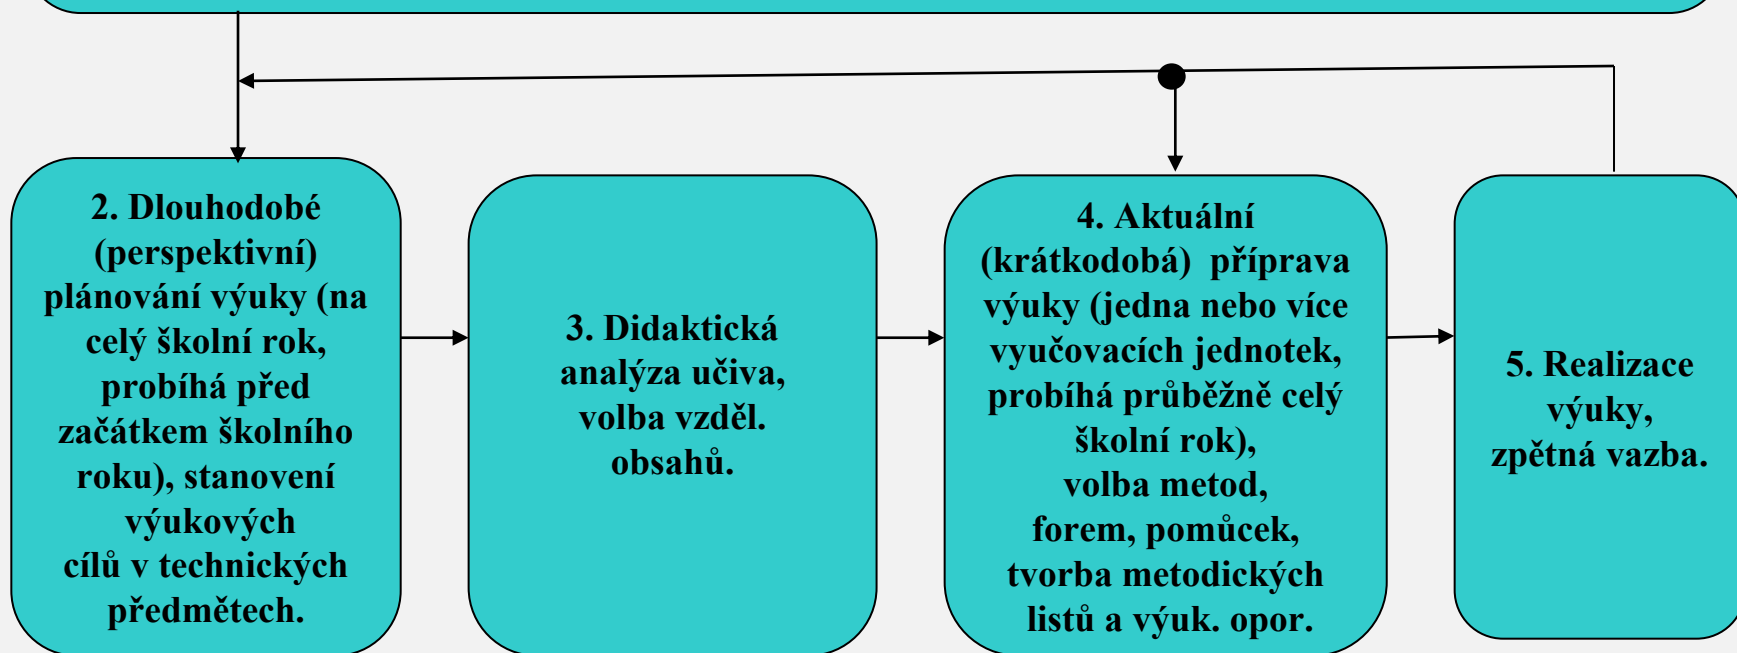 2. Dlouhodobé
(perspektivní)
plánování výuky (na
celý školní rok,
probíhá před
začátkem školního
roku), stanovení
výukových
cílů v technických
předmětech.
3. Didaktická
analýza učiva,
volba vzděl.
obsahů.
4. Aktuální
(krátkodobá) příprava
výuky (jedna nebo více
vyučovacích jednotek,
probíhá průběžně celý
školní rok),
volba metod,
forem, pomůcek,
tvorba metodických
listů a výuk. opor.
5. Realizace
výuky,
zpětná vazba.